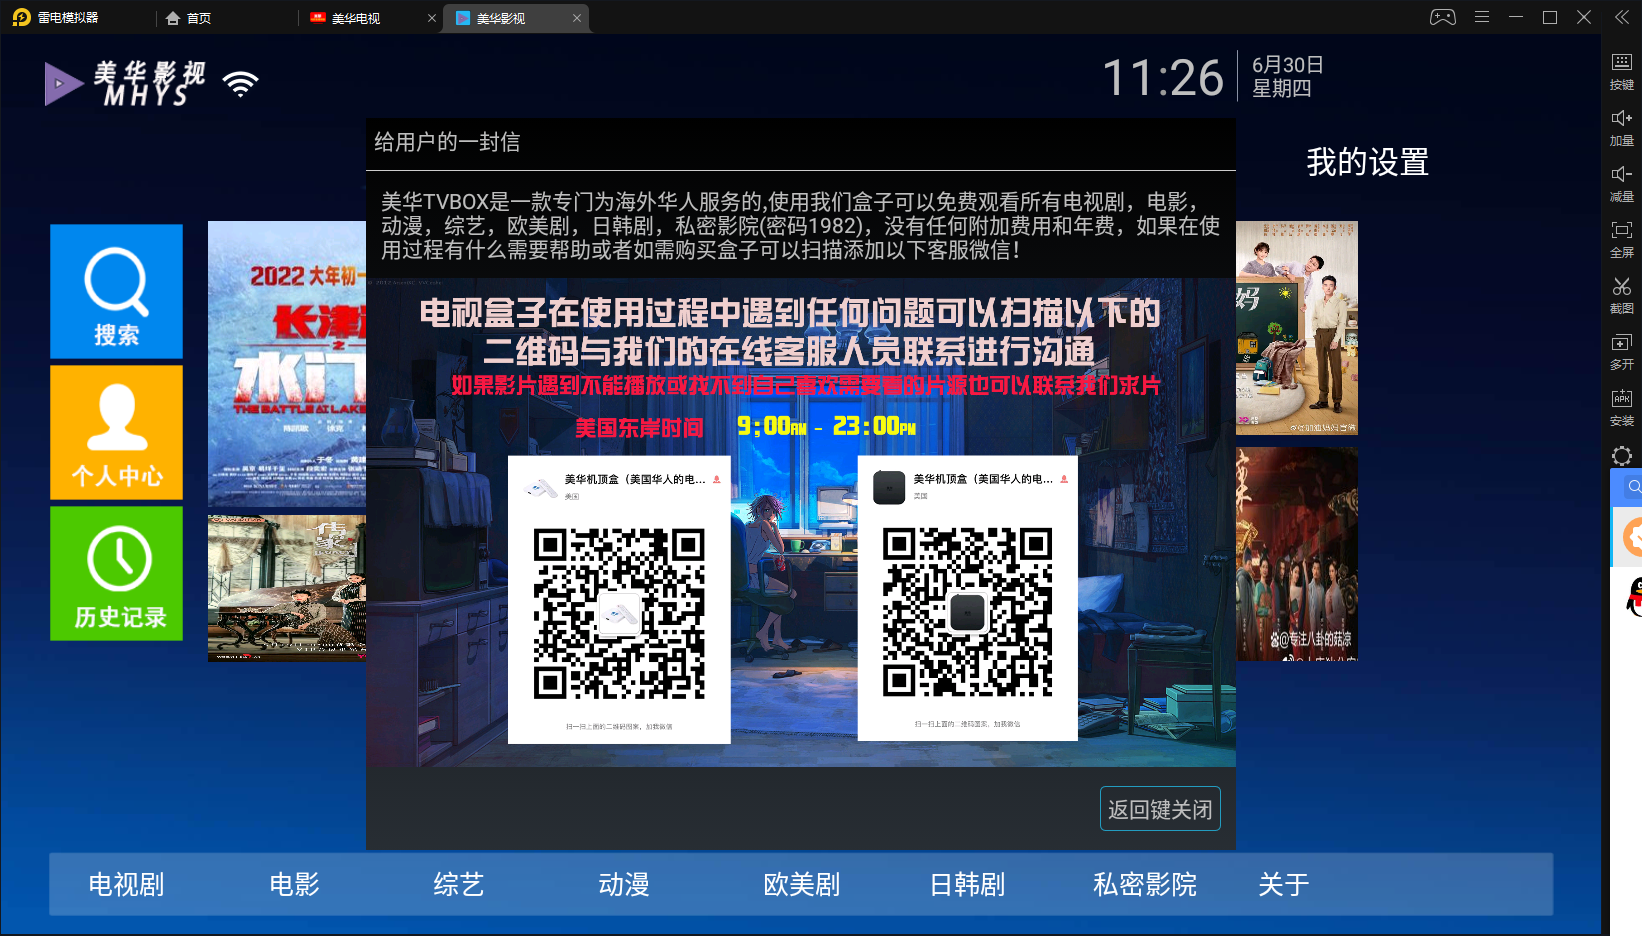 雷电模拟器
首页
美华电视
美华影视
美华影视
MHYS
11:26
6月30日
星期四
我的设置
给用户的一封信
美华TVBOX是一款专门为海外华人服务的,使用我们盒子可以免费观看所有电视剧，电影，
动漫，综艺，欧美剧，日韩剧，私密影院(密码1982)，没有任何附加费用和年费，如果在使
用过程有什么需要帮助或者如需购买盒子可以扫描添加以下客服微信!
电视盒子在使用过程中遇到任何问题可以扫描以下的
二维码与我们的在线客服人员联系进行沟通
如果影片遇到不能播放或找不到自己喜欢需要看的片源也可以联系我们求片
美国东岸时间 9:00AM - 23:00PM
美华机顶盒（美国华人的电...
美国
扫一扫上面的二维码图案，加我微信
美华机顶盒（美国华人的电...
美国
扫一扫上面的二维码图案，加我微信
返回键关闭
搜索
个人中心
历史记录
2022 大年初一
长津
之
水门
THE BATTLE AT LAKE
妈
@专注八卦的菇凉
电视剧
电影
综艺
动漫
欧美剧
日韩剧
私密影院
关于
按键
加量
减量
全屏
截图
多开
APK
安装